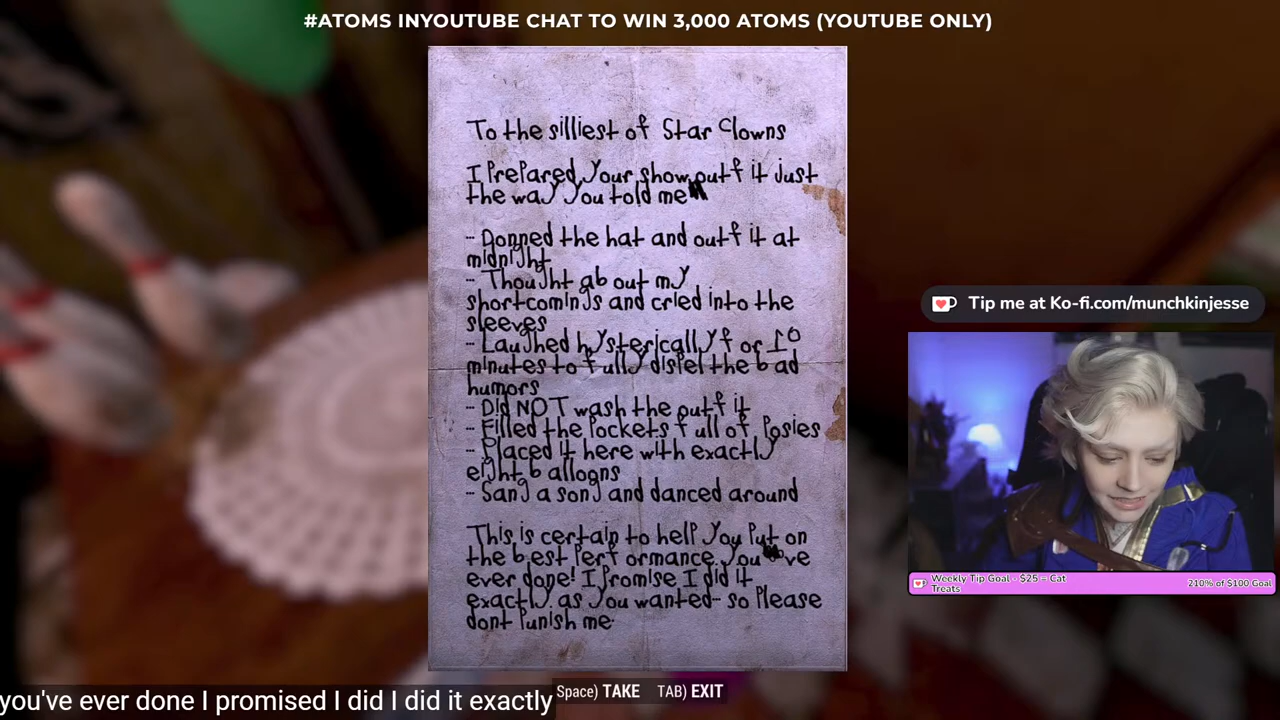 #ATOMS INYOUTUBE CHAT TO WIN 3,000 ATOMS (YOUTUBE ONLY)
To the silliest of Star Clowns
I Prepared your show outfit just
the way you told me
- Donned the hat and outfit at
midnight
- Thought about my
shortcomings and cried into the
sleeves
- Laughed hysterically for 10
minutes to fully dispel the bad
humors
- Did NOT wash the outfit
- Filled the Pockets full of Posies
- Placed it here with exactly
eight balloons
- Sang a song and danced around
This is certain to help you put on
the best Performance you've
ever done! I promise I did it
exactly as you wanted- so Please
dont Punish me
Tip me at Ko-fi.com/munchkinjesse
Weekly Tip Goal - $25 = Cat
Treats
210% of $100 Goal
you've ever done I promised I did I did it exactly
Space) TAKE TAB) EXIT